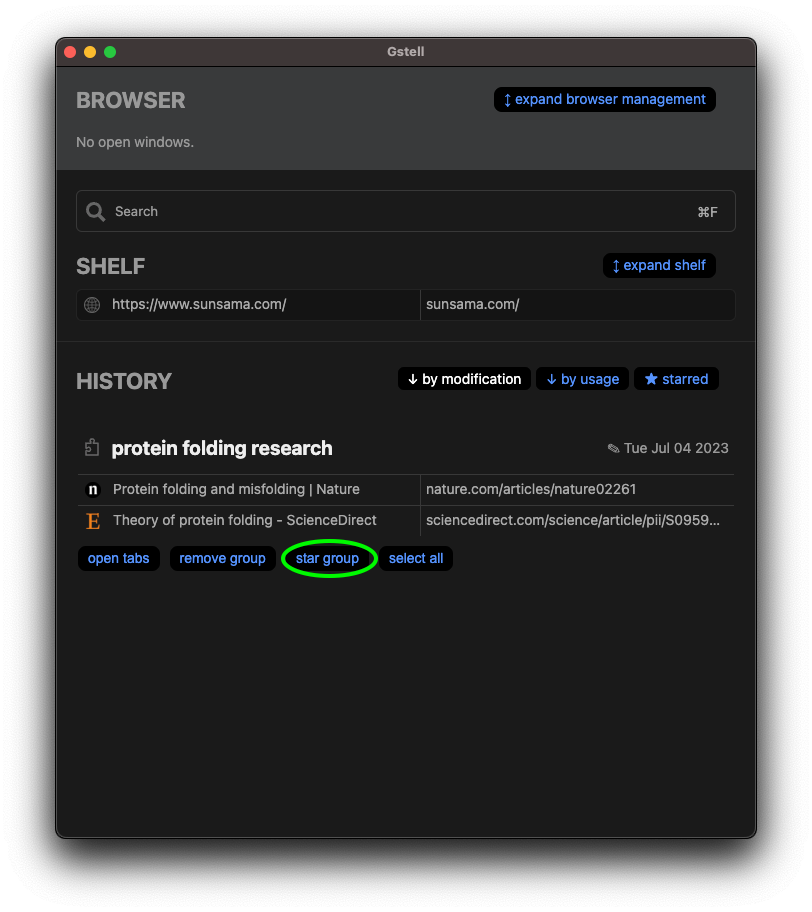 Gstell
BROWSER
↕ expand browser management
No open windows.
Search ⌘F
SHELF
↕ expand shelf
https://www.sunsama.com/ sunsama.com/
HISTORY
↓ by modification ↓ by usage ★ starred
protein folding research ✎ Tue Jul 04 2023
n Protein folding and misfolding | Nature nature.com/articles/nature02261
E Theory of protein folding - ScienceDirect sciencedirect.com/science/article/pii/S0959...
open tabs remove group star group select all